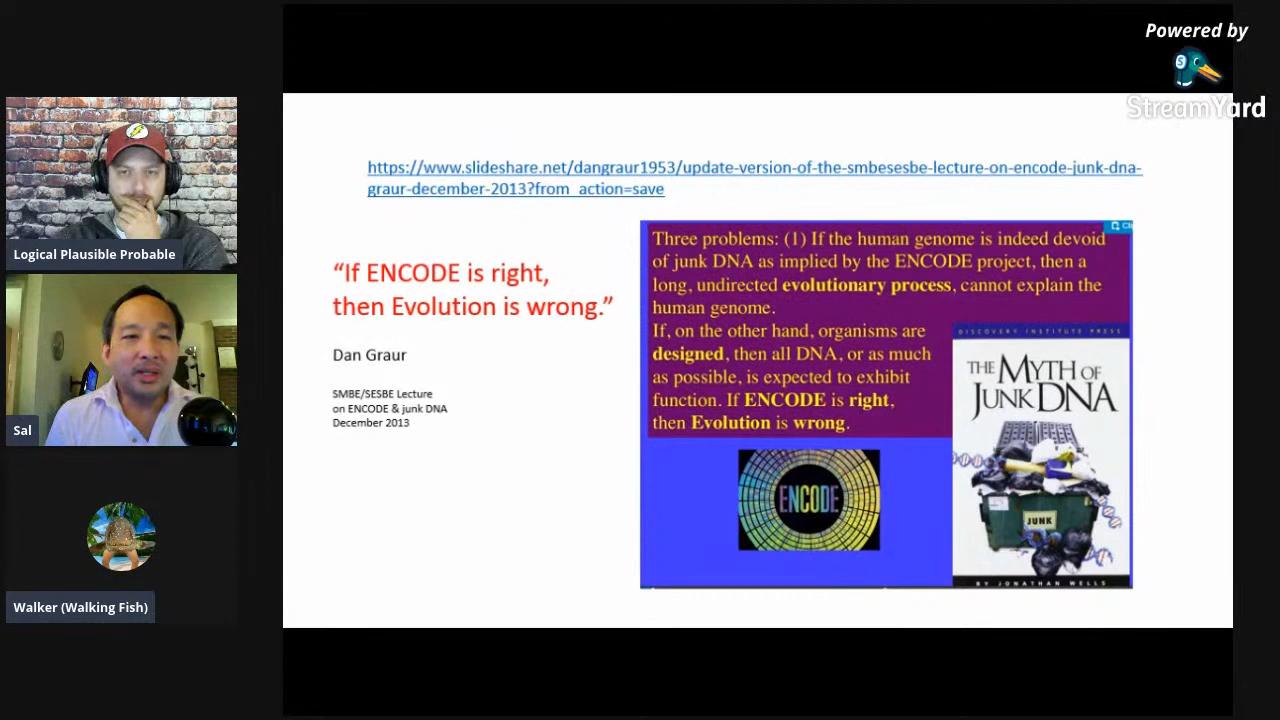 Powered by
StreamYard
https://www.slideshare.net/dangraur1953/update-version-of-the-smbesesbe-lecture-on-encode-junk-dna-
graur-december-2013?from_action=save
Logical Plausible Probable
Sal
Walker (Walking Fish)
“If ENCODE is right,
then Evolution is wrong.”
Dan Graur
SMBE/SESBE Lecture
on ENCODE & junk DNA
December 2013
Three problems: (1) If the human genome is indeed devoid
of junk DNA as implied by the ENCODE project, then a
long, undirected evolutionary process, cannot explain the
human genome.
If, on the other hand, organisms are
designed, then all DNA, or as much
as possible, is expected to exhibit
function. If ENCODE is right,
then Evolution is wrong.
ENCODE
DISCOVERY INSTITUTE PRESS
THE MYTH OF
JUNK DNA
JUNK
BY JONATHAN WELLS